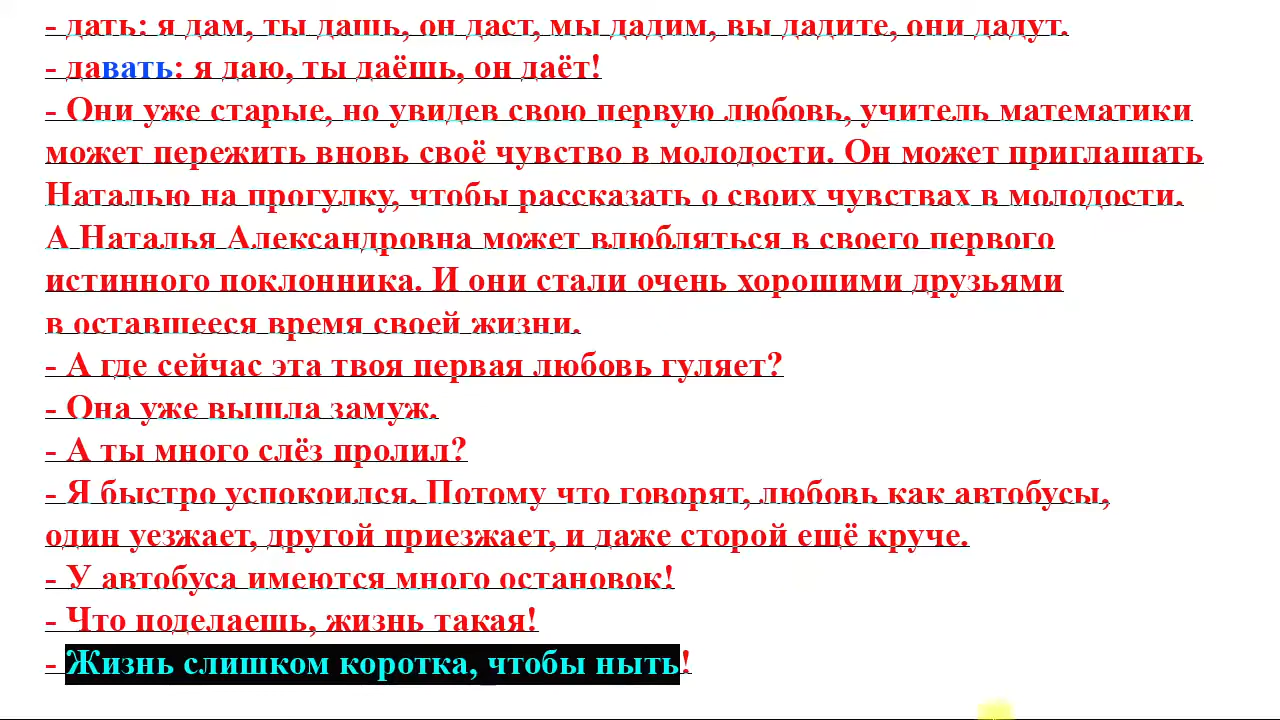 - дать: я дам, ты дашь, он даст, мы дадим, вы дадите, они дадут.
- давать: я даю, ты даёшь, он даёт!
- Они уже старые, но увидев свою первую любовь, учитель математики
может пережить вновь своё чувство в молодости. Он может приглашать
Наталью на прогулку, чтобы рассказать о своих чувствах в молодости.
А Наталья Александровна может влюбляться в своего первого
истинного поклонника. И они стали очень хорошими друзьями
в оставшееся время своей жизни.
- А где сейчас эта твоя первая любовь гуляет?
- Она уже вышла замуж.
- А ты много слёз пролил?
- Я быстро успокоился. Потому что говорят, любовь как автобусы,
один уезжает, другой приезжает, и даже сторой ещё круче.
- У автобуса имеются много остановок!
- Что поделаешь, жизнь такая!
- Жизнь слишком коротка, чтобы ныть!